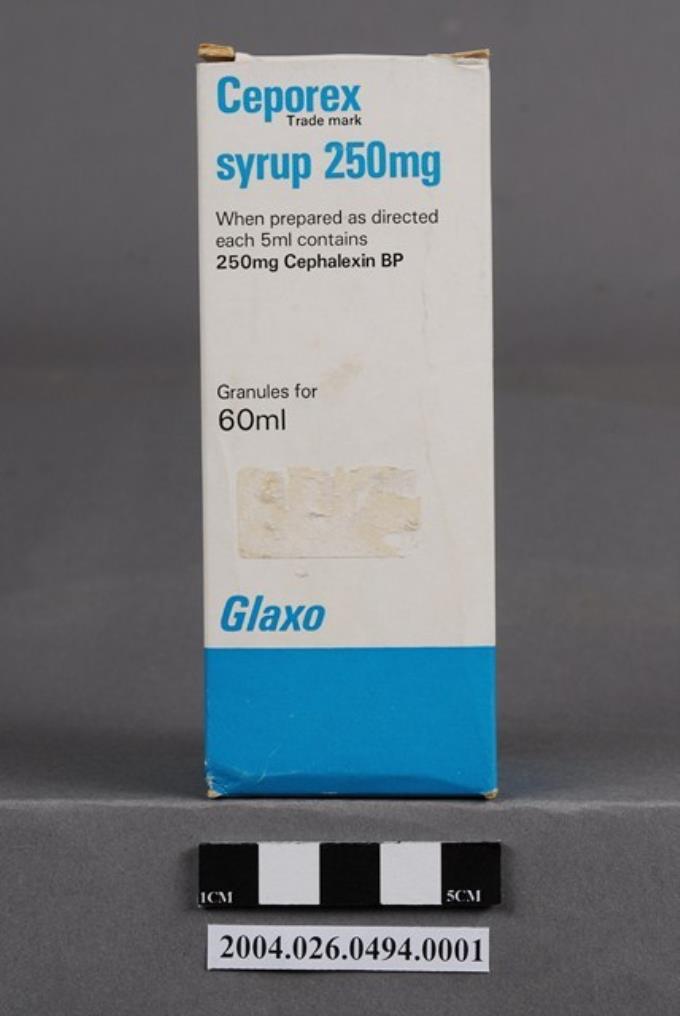 Ceporex
Trade mark
syrup 250mg
When prepared as directed
each 5ml contains
250mg Cephalexin BP
Granules for
60ml
Glaxo
1CM
5CM
2004.026.0494.0001